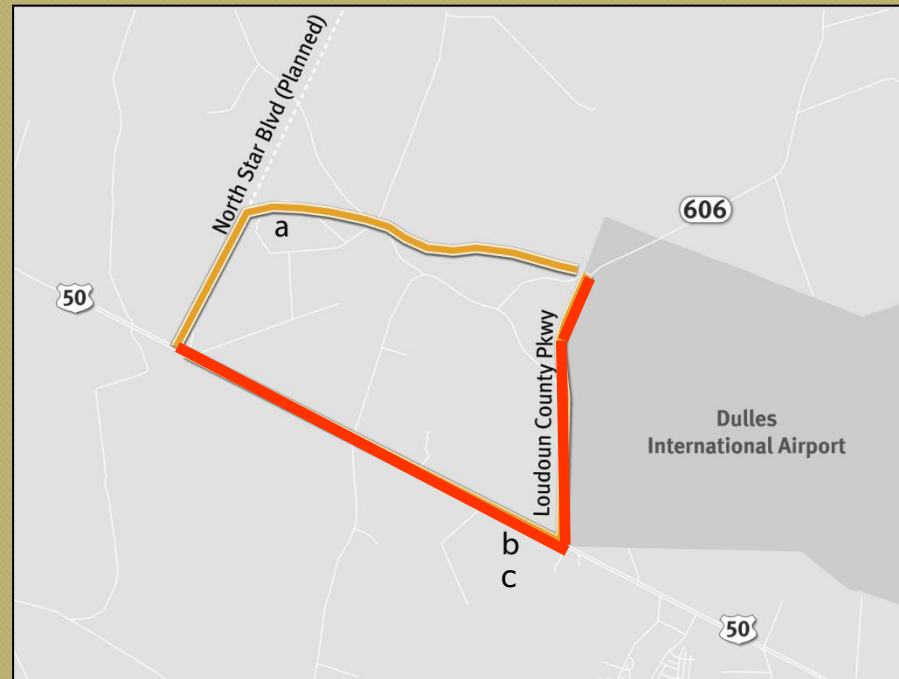 North Star Blvd (Planned)
606
a
50
Loudoun County Pkwy
Dulles
International Airport
b
c
50